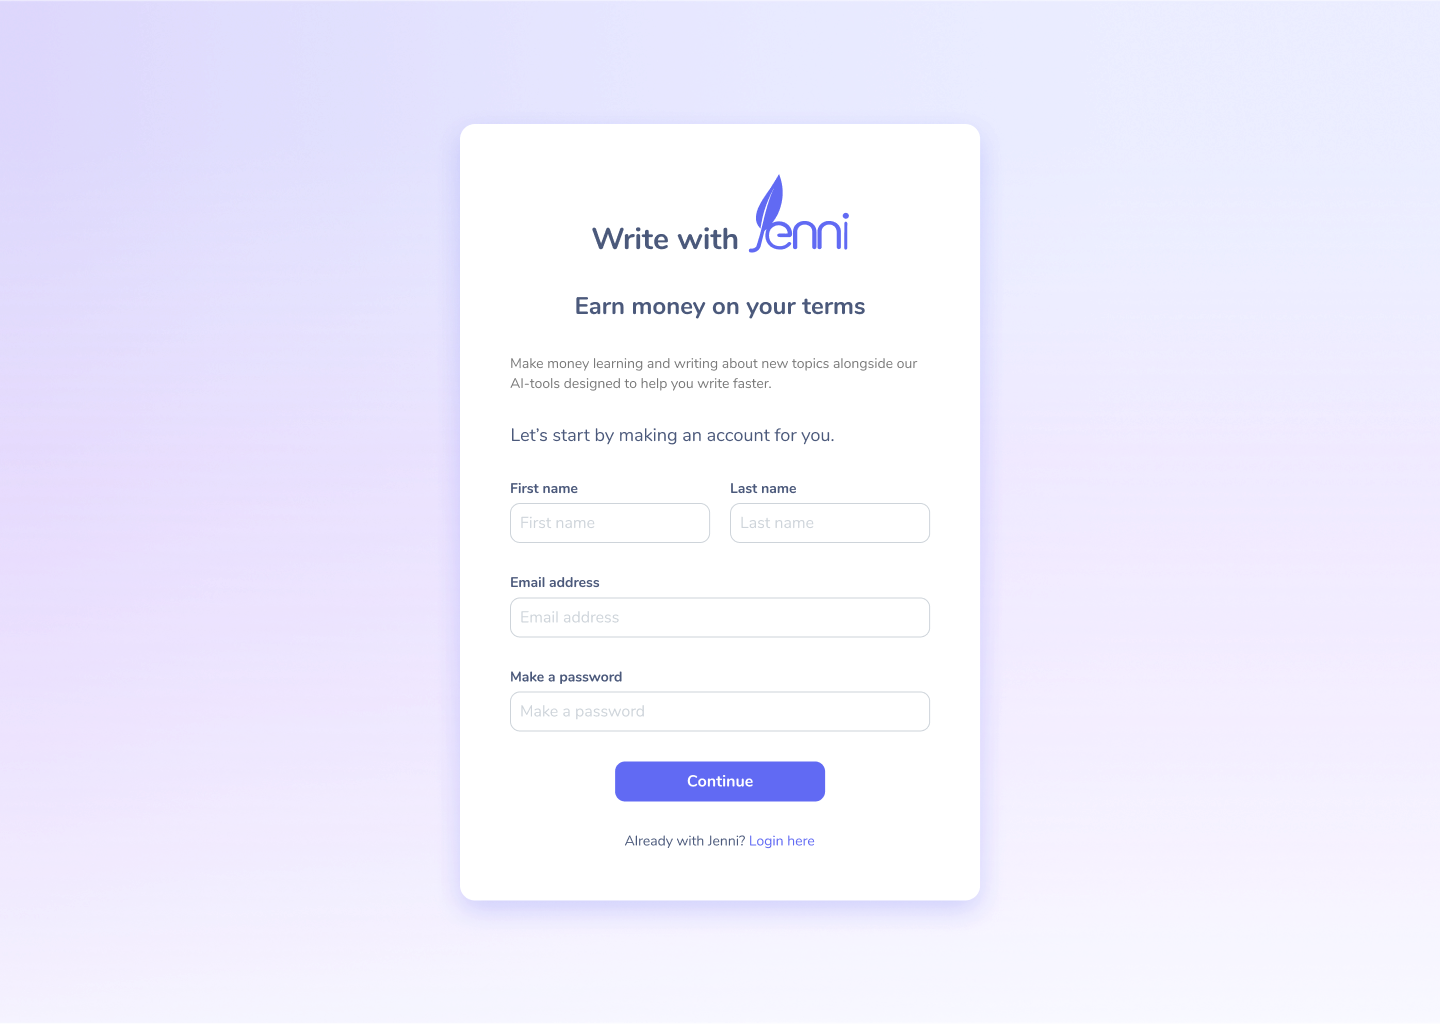 Write with Jenni
Earn money on your terms
Make money learning and writing about new topics alongside our
AI-tools designed to help you write faster.
Let’s start by making an account for you.
First name
Last name
First name
Last name
Email address
Email address
Make a password
Make a password
Continue
Already with Jenni? Login here